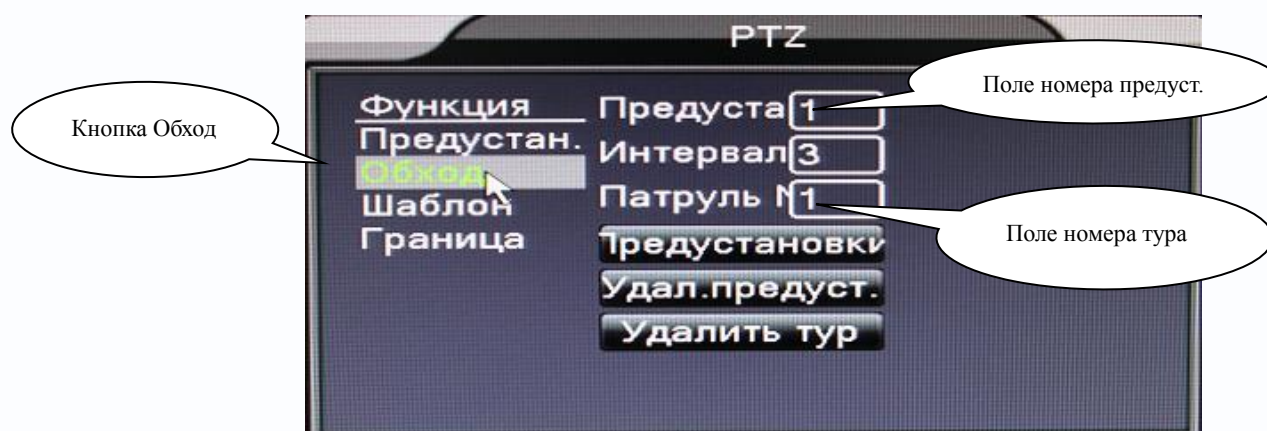 PTZ
Кнопка Обход
Функция
Предустан.
Обход
Шаблон
Граница
Предуста 1
Интервал 3
Патруль 1
Предустановки
Удал.предуст.
Удалить тур
Поле номера предуст.
Поле номера тура